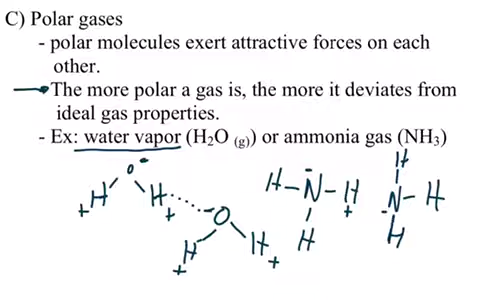 C) Polar gases
- polar molecules exert attractive forces on each
other.
The more polar a gas is, the more it deviates from
ideal gas properties.
- Ex: water vapor (H₂O (g)) or ammonia gas (NH₃)
H
O -
H-N-H
N-H
H
H
+
+
+
O
-
H
H
H
+
H
+